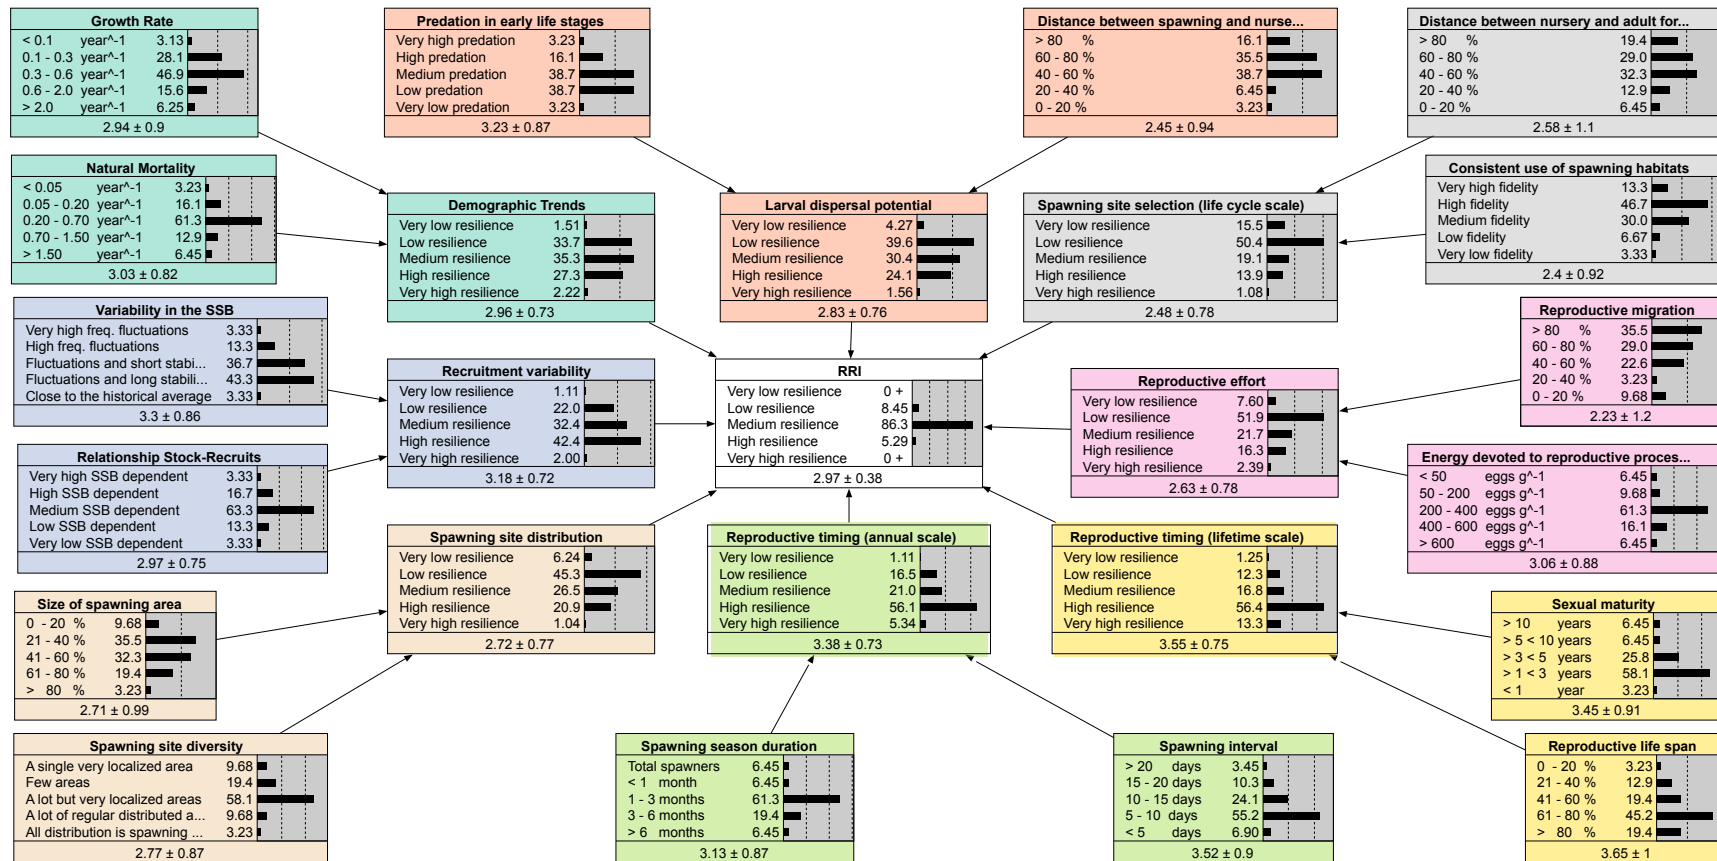 Growth Rate
< 0.1 year^-1 3.13
0.1 - 0.3 year^-1 28.1
0.3 - 0.6 year^-1 46.9
0.6 - 2.0 year^-1 15.6
> 2.0 year^-1 6.25
2.94 ± 0.9
Predation in early life stages
Very high predation 3.23
High predation 16.1
Medium predation 38.7
Low predation 38.7
Very low predation 3.23
3.23 ± 0.87
Distance between spawning and nurse...
> 80 % 16.1
60 - 80 % 35.5
40 - 60 % 38.7
20 - 40 % 6.45
0 - 20 % 3.23
2.45 ± 0.94
Distance between nursery and adult for...
> 80 % 19.4
60 - 80 % 29.0
40 - 60 % 32.3
20 - 40 % 12.9
0 - 20 % 6.45
2.58 ± 1.1
Natural Mortality
< 0.05 year^-1 3.23
0.05 - 0.20 year^-1 16.1
0.20 - 0.70 year^-1 61.3
0.70 - 1.50 year^-1 12.9
> 1.50 year^-1 6.45
3.03 ± 0.82
Demographic Trends
Very low resilience 1.51
Low resilience 33.7
Medium resilience 35.3
High resilience 27.3
Very high resilience 2.22
2.96 ± 0.73
Larval dispersal potential
Very low resilience 4.27
Low resilience 39.6
Medium resilience 30.4
High resilience 24.1
Very high resilience 1.56
2.83 ± 0.76
Spawning site selection (life cycle scale)
Very low resilience 15.5
Low resilience 50.4
Medium resilience 19.1
High resilience 13.9
Very high resilience 1.08
2.48 ± 0.78
Consistent use of spawning habitats
Very high fidelity 13.3
High fidelity 46.7
Medium fidelity 30.0
Low fidelity 6.67
Very low fidelity 3.33
2.4 ± 0.92
Variability in the SSB
Very high freq. fluctuations 3.33
High freq. fluctuations 13.3
Fluctuations and short stabi... 36.7
Fluctuations and long stabili... 43.3
Close to the historical average 3.33
3.3 ± 0.86
Recruitment variability
Very low resilience 1.11
Low resilience 22.0
Medium resilience 32.4
High resilience 42.4
Very high resilience 2.00
3.18 ± 0.72
RRI
Very low resilience 0 +
Low resilience 8.45
Medium resilience 86.3
High resilience 5.29
Very high resilience 0 +
2.97 ± 0.38
Reproductive effort
Very low resilience 7.60
Low resilience 51.9
Medium resilience 21.7
High resilience 16.3
Very high resilience 2.39
2.63 ± 0.78
Reproductive migration
> 80 % 35.5
60 - 80 % 29.0
40 - 60 % 22.6
20 - 40 % 3.23
0 - 20 % 9.68
2.23 ± 1.2
Relationship Stock-Recruits
Very high SSB dependent 3.33
High SSB dependent 16.7
Medium SSB dependent 63.3
Low SSB dependent 13.3
Very low SSB dependent 3.33
2.97 ± 0.75
Energy devoted to reproductive proces...
< 50 eggs g^-1 6.45
50 - 200 eggs g^-1 9.68
200 - 400 eggs g^-1 61.3
400 - 600 eggs g^-1 16.1
> 600 eggs g^-1 6.45
3.06 ± 0.88
Spawning site distribution
Very low resilience 6.24
Low resilience 45.3
Medium resilience 26.5
High resilience 20.9
Very high resilience 1.04
2.72 ± 0.77
Reproductive timing (annual scale)
Very low resilience 1.11
Low resilience 16.5
Medium resilience 21.0
High resilience 56.1
Very high resilience 5.34
3.38 ± 0.73
Reproductive timing (lifetime scale)
Very low resilience 1.25
Low resilience 12.3
Medium resilience 16.8
High resilience 56.4
Very high resilience 13.3
3.55 ± 0.75
Size of spawning area
0 - 20 % 9.68
21 - 40 % 35.5
41 - 60 % 32.3
61 - 80 % 19.4
> 80 % 3.23
2.71 ± 0.99
Sexual maturity
> 10 years 6.45
> 5 < 10 years 6.45
> 3 < 5 years 25.8
> 1 < 3 years 58.1
< 1 year 3.23
3.45 ± 0.91
Spawning site diversity
A single very localized area 9.68
Few areas 19.4
A lot but very localized areas 58.1
A lot of regular distributed a... 9.68
All distribution is spawning ... 3.23
2.77 ± 0.87
Spawning season duration
Total spawners 6.45
< 1 month 6.45
1 - 3 months 61.3
3 - 6 months 19.4
> 6 months 6.45
3.13 ± 0.87
Spawning interval
> 20 days 3.45
15 - 20 days 10.3
10 - 15 days 24.1
5 - 10 days 55.2
< 5 days 6.90
3.52 ± 0.9
Reproductive life span
0 - 20 % 3.23
21 - 40 % 12.9
41 - 60 % 19.4
61 - 80 % 45.2
> 80 % 19.4
3.65 ± 1